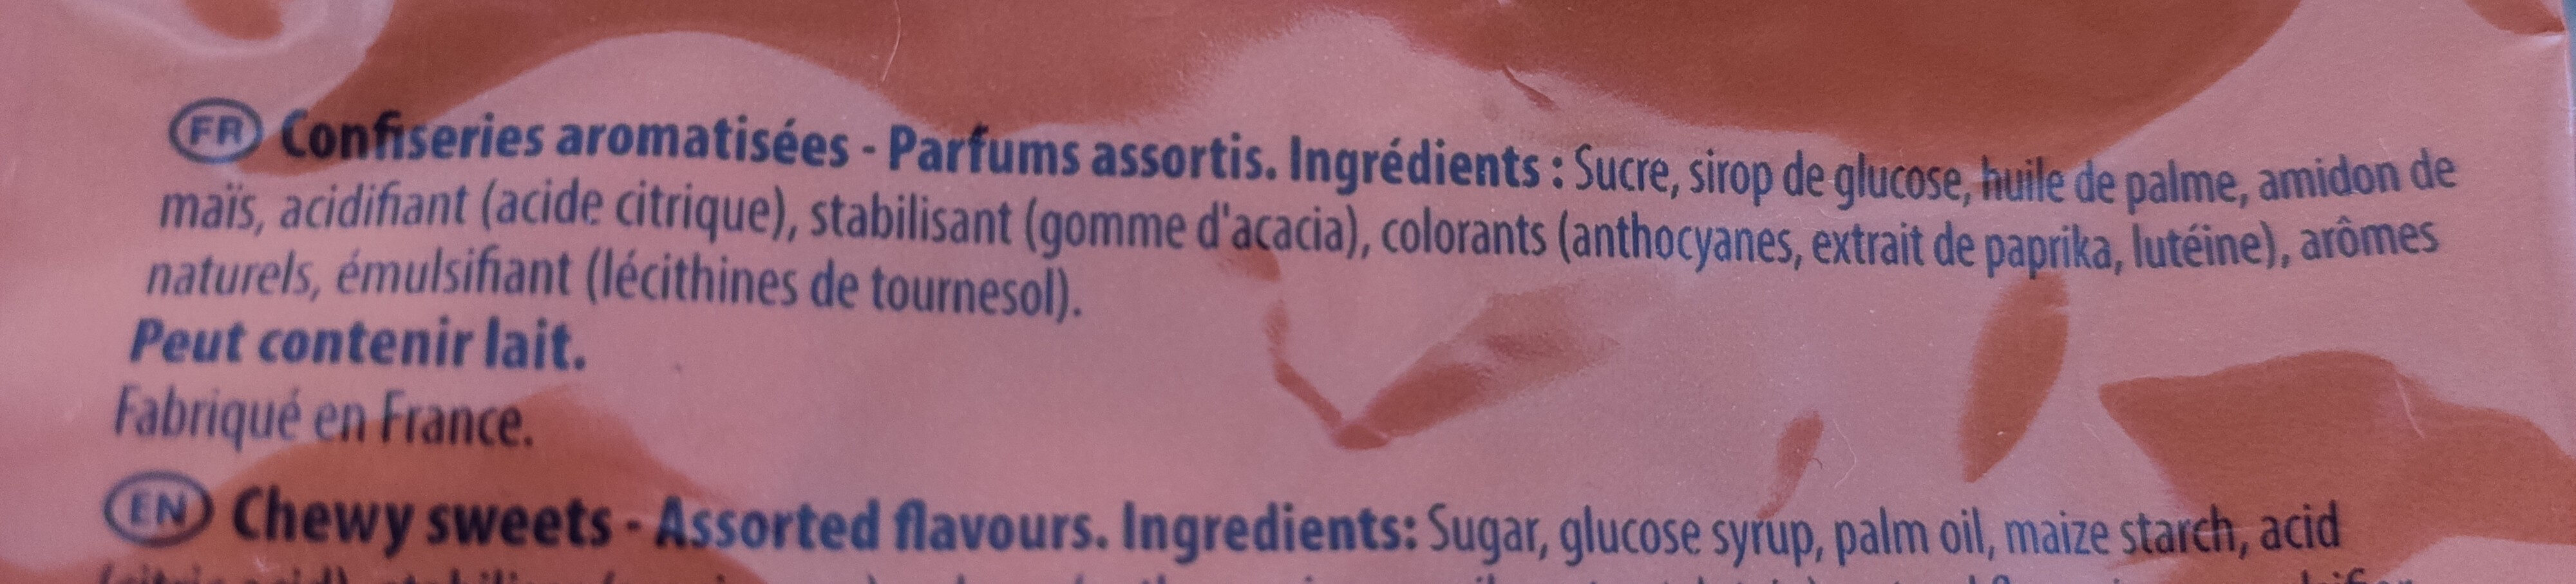 FR Confiseries aromatisées - Parfums assortis. Ingrédients : Sucre, sirop de glucose, huile de palme, amidon de
maïs, acidifiant (acide citrique), stabilisant (gomme d'acacia), colorants (anthocyanes, extrait de paprika, lutéine), arômes
naturels, émulsifiant (lécithines de tournesol).
Peut contenir lait.
Fabriqué en France.
EN Chewy sweets - Assorted flavours. Ingredients: Sugar, glucose syrup, palm oil, maize starch, acid